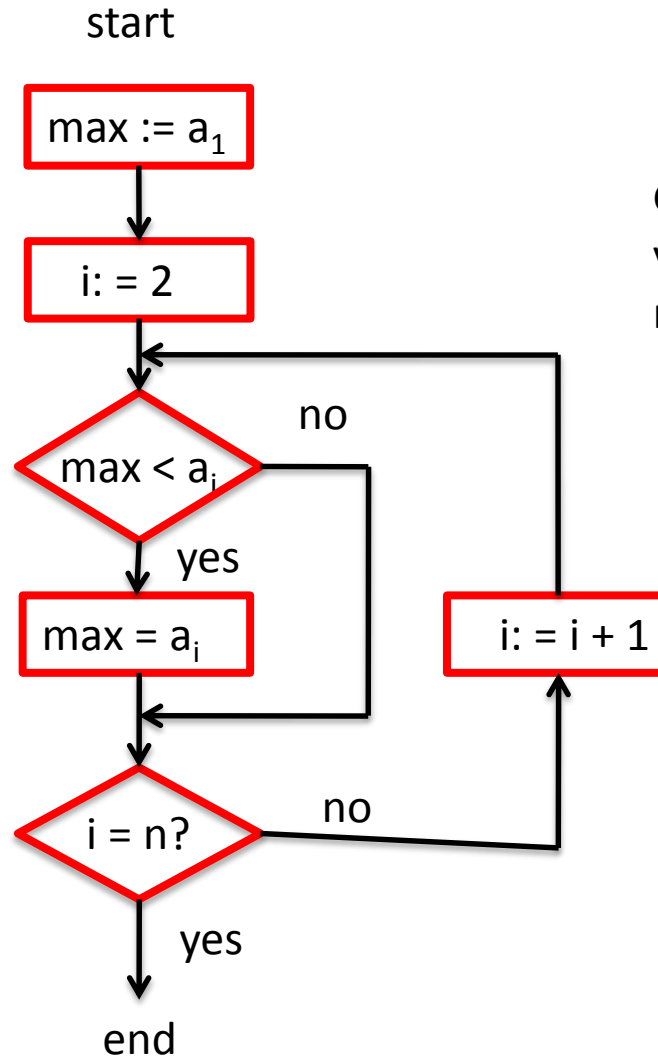 start
max := a₁
i: = 2
no
max < aᵢ
yes
max = aᵢ
i: = i + 1
no
i = n?
yes
end